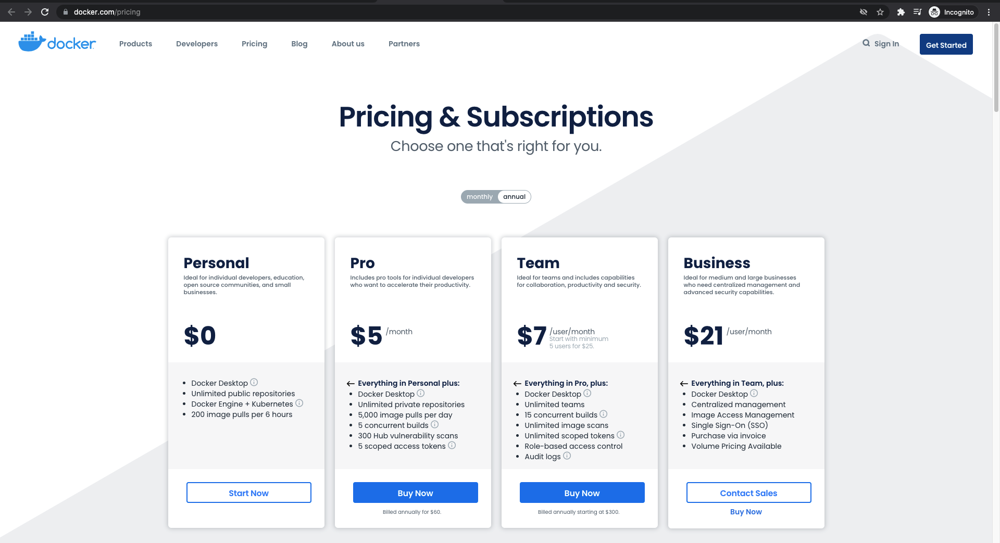 docker.com/pricing
Incognito
docker
Products
Developers
Pricing
Blog
About us
Partners
Sign In
Get Started
Pricing & Subscriptions
Choose one that's right for you.
monthly
annual
Personal
Ideal for individual developers, education,
open source communities, and small
businesses.
$0
Docker Desktop
Unlimited public repositories
Docker Engine + Kubernetes
200 image pulls per 6 hours
Start Now
Pro
Includes pro tools for individual developers
who want to accelerate their productivity.
$5 /month
Everything in Personal plus:
Docker Desktop
Unlimited private repositories
5,000 image pulls per day
5 concurrent builds
300 Hub vulnerability scans
5 scoped access tokens
Buy Now
Billed annually for $60.
Team
Ideal for teams and includes capabilities
for collaboration, productivity and security.
$7 /user/month
Start with minimum
5 users for $25.
Everything in Pro, plus:
Docker Desktop
Unlimited teams
15 concurrent builds
Unlimited image scans
Unlimited scoped tokens
Role-based access control
Audit logs
Buy Now
Billed annually starting at $300.
Business
Ideal for medium and large businesses
who need centralized management and
advanced security capabilities.
$21 /user/month
Everything in Team, plus:
Docker Desktop
Centralized management
Image Access Management
Single Sign-On (SSO)
Purchase via invoice
Volume Pricing Available
Contact Sales
Buy Now